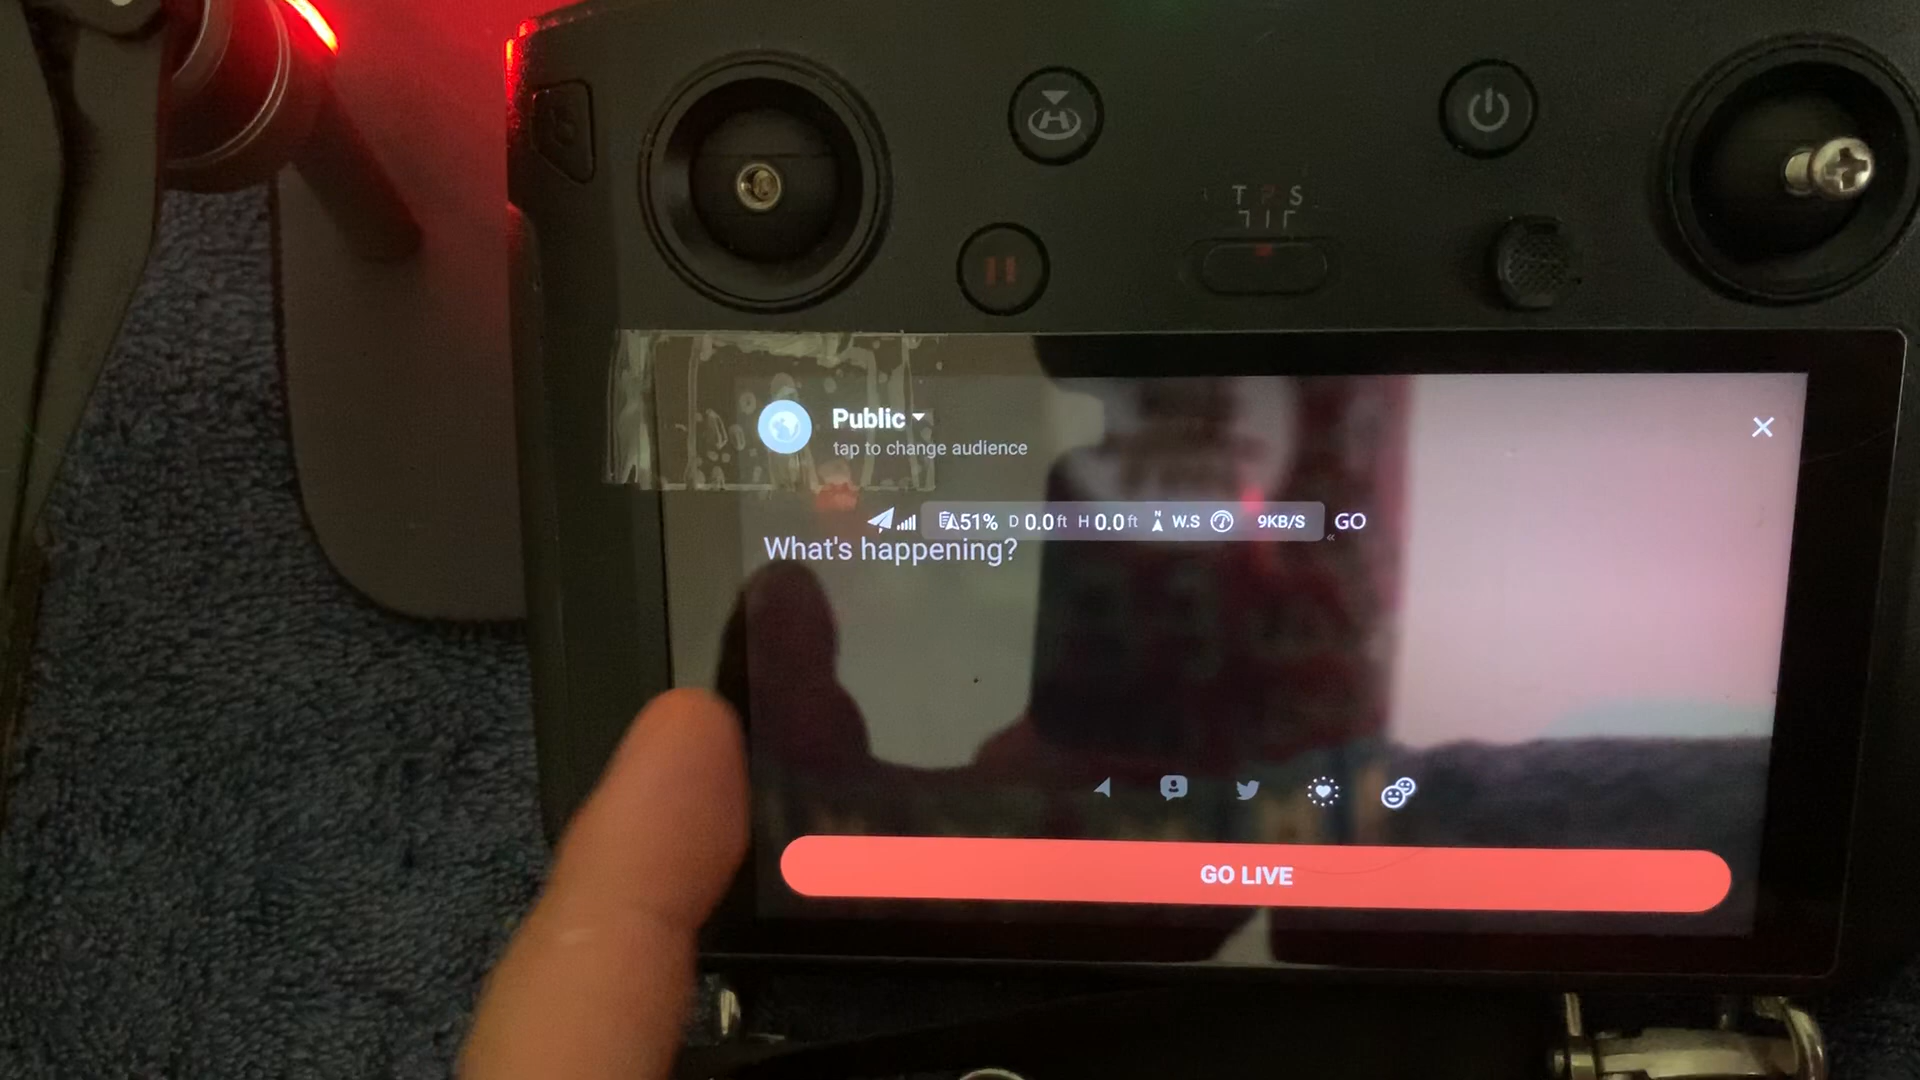 T P S
Public
tap to change audience
51% D 0.0ft H 0.0ft N W.S 9KB/S GO
What's happening?
GO LIVE